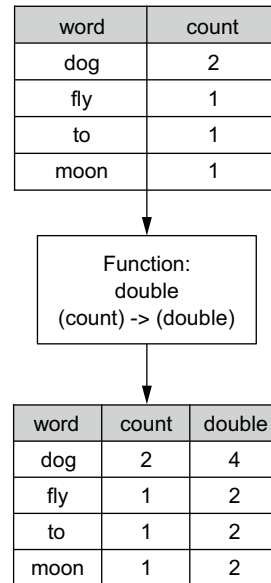 word count
dog 2
fly 1
to 1
moon 1
Function:
double
(count) -> (double)
word count double
dog 2 4
fly 1 2
to 1 2
moon 1 2